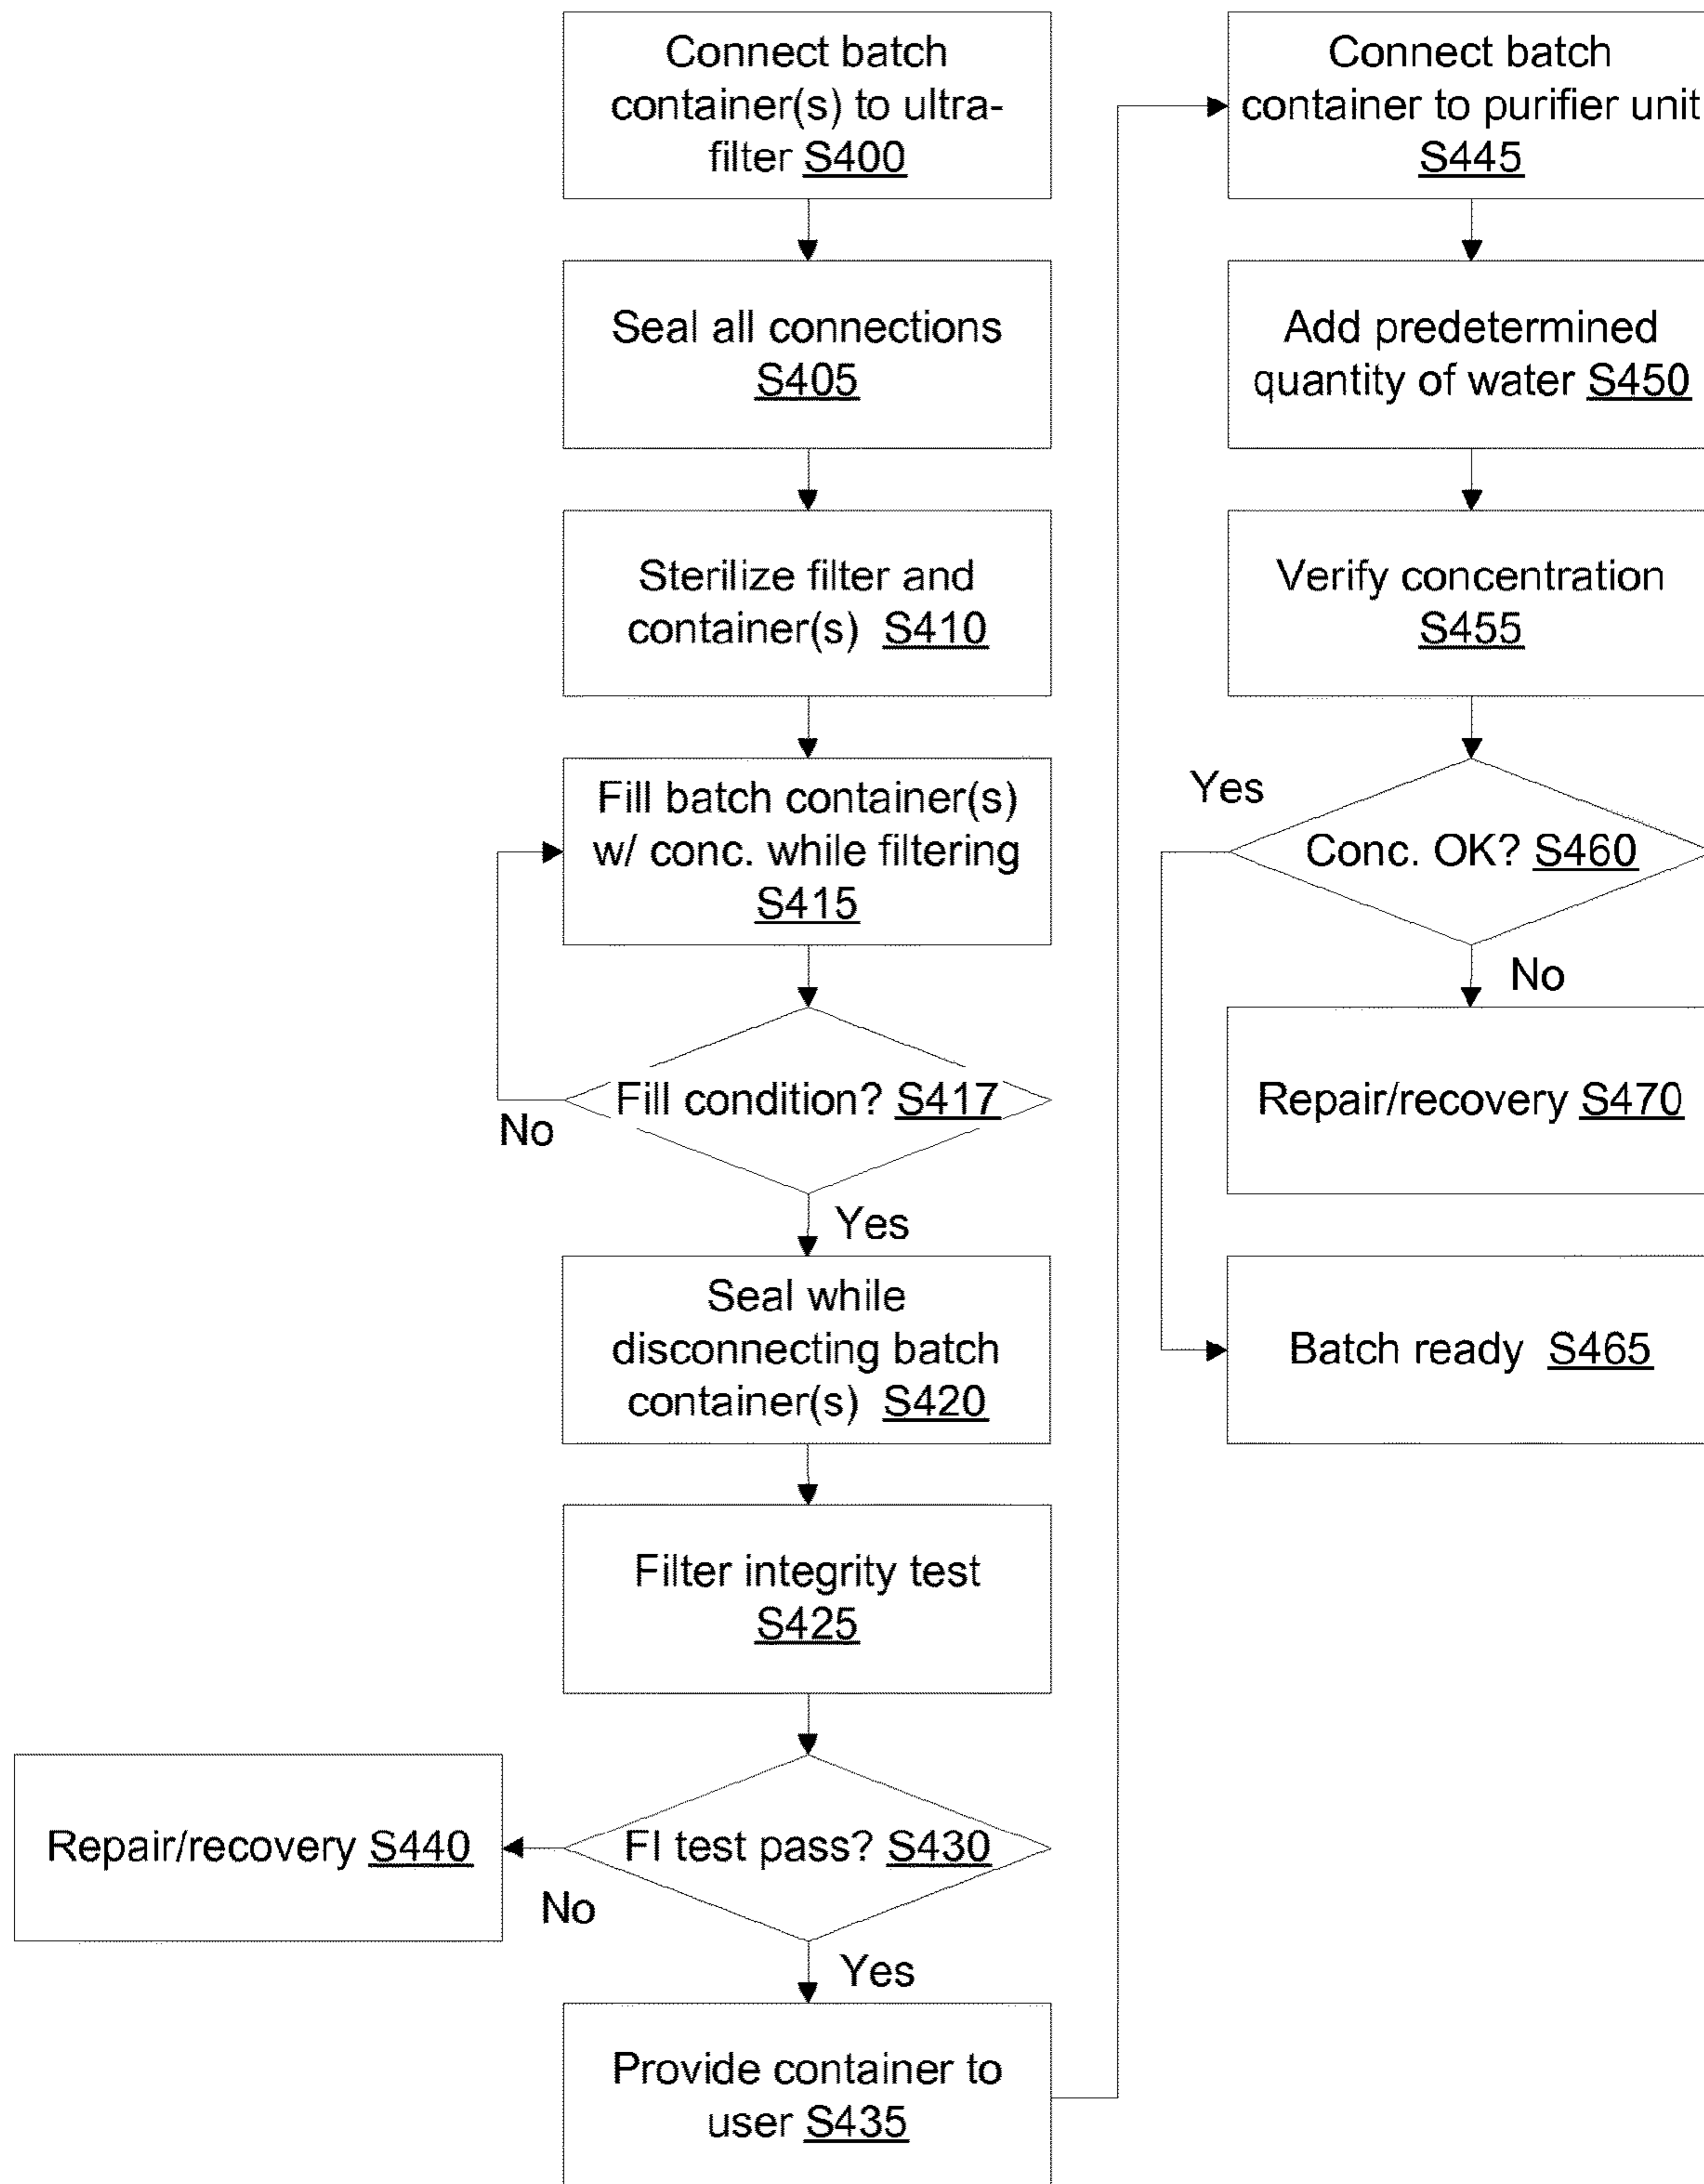 Connect batch
container(s) to ultra-
filter S400
Seal all connections
S405
Sterilize filter and
container(s) S410
Fill batch container(s)
w/ conc. while filtering
S415
Fill condition? S417
No
Yes
Seal while
disconnecting batch
container(s) S420
Filter integrity test
S425
FI test pass? S430
No
Repair/recovery S440
Yes
Provide container to
user S435
Connect batch
container to purifier unit
S445
Add predetermined
quantity of water S450
Verify concentration
S455
Yes
Conc. OK? S460
No
Repair/recovery S470
Batch ready S465